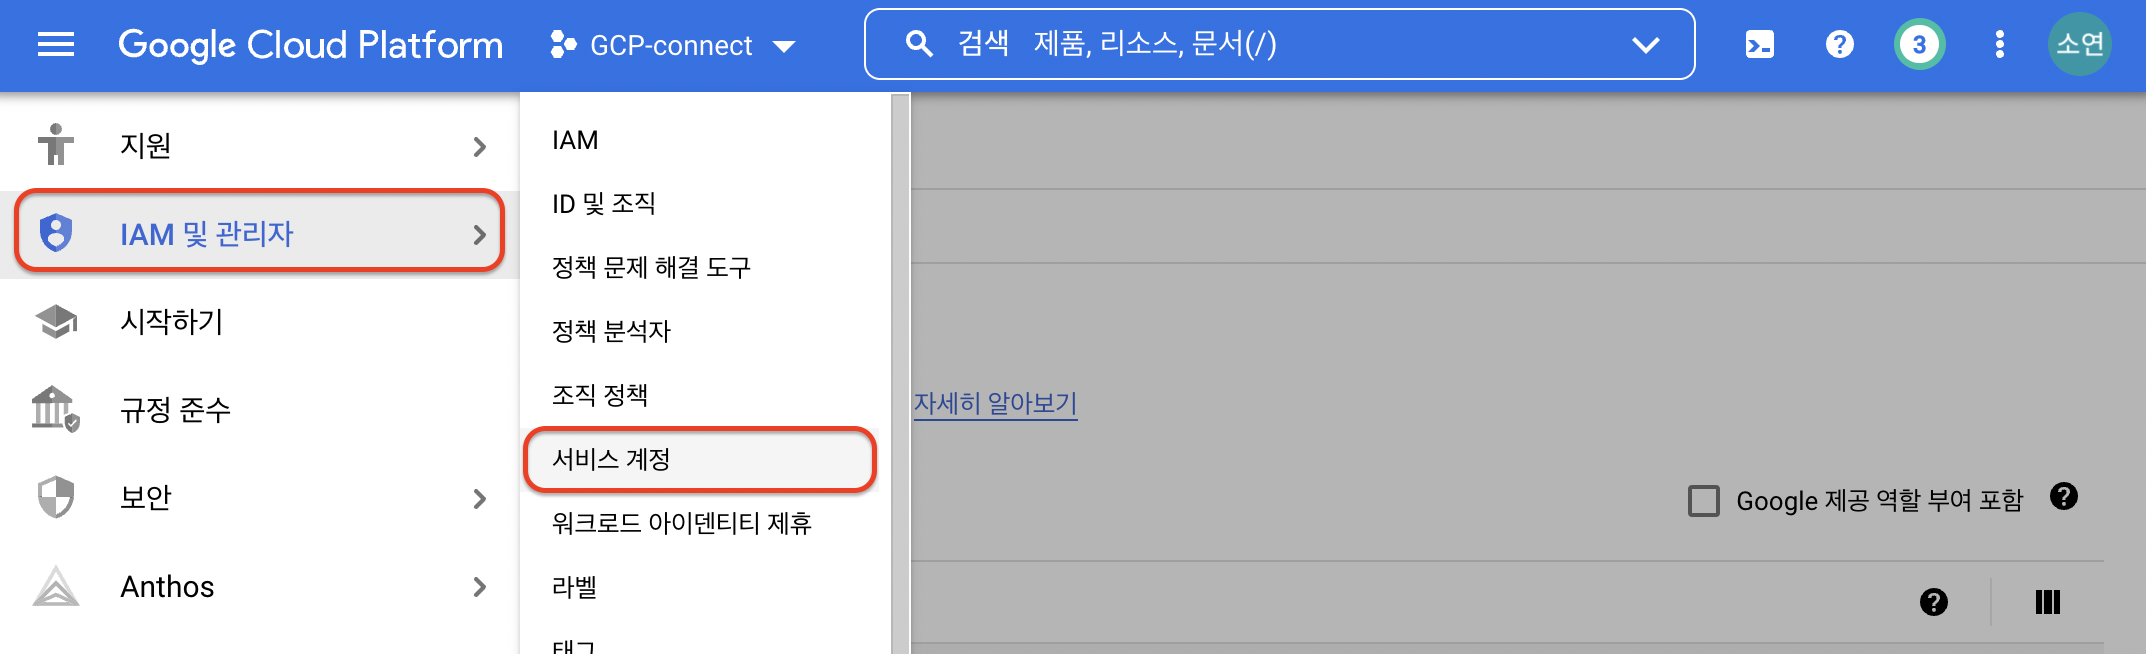 Google Cloud Platform
GCP-connect
검색 제품, 리소스, 문서(/)
3
소연
지원
IAM 및 관리자
시작하기
규정 준수
보안
Anthos
IAM
ID 및 조직
정책 문제 해결 도구
정책 분석자
조직 정책
서비스 계정
워크로드 아이덴티티 제휴
라벨
태그
자세히 알아보기
Google 제공 역할 부여 포함